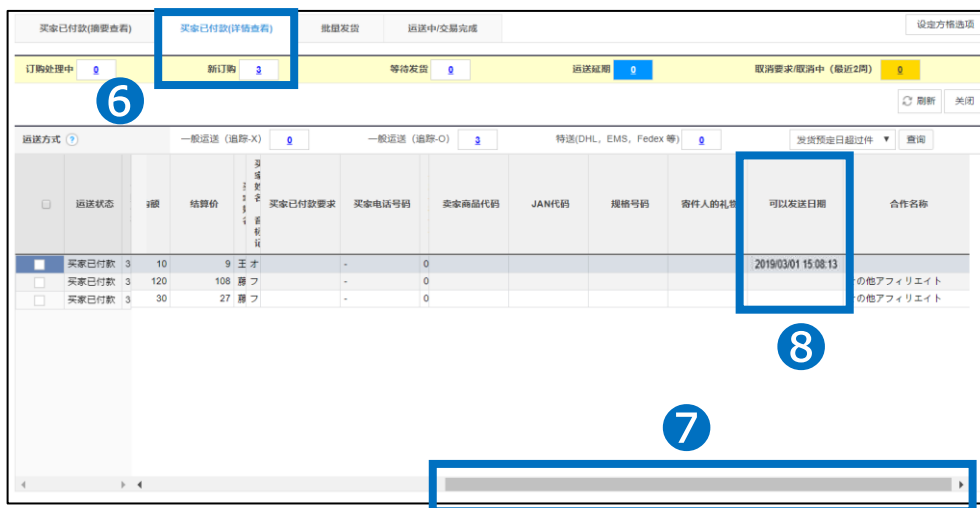 买家已付款(摘要查看) 买家已付款(详情查看) 批量发货 运送中/交易完成 设定方格选项
订购处理中 0 新订购 3 等待发货 0 运送延期 0 取消要求/取消中（最近2周） 0
6
刷新 关闭
运送方式 ? 一般运送（追踪-X） 0 一般运送（追踪-O） 3 特送(DHL，EMS，Fedex 等) 0 发货预定日超过件 ▼ 查询
运送状态 结算价 买家已付款要求 买家电话号码 卖家商品代码 JAN代码 规格号码 寄件人的礼物 可以发送日期 合作名称
买家已付款 3 10 9 王 オ - 0 2019/03/01 15:08:13
买家已付款 3 120 108 藤 フ - 0 の他アフィリエイト
买家已付款 3 30 27 藤 フ - 0 の他アフィリエイト
8
7